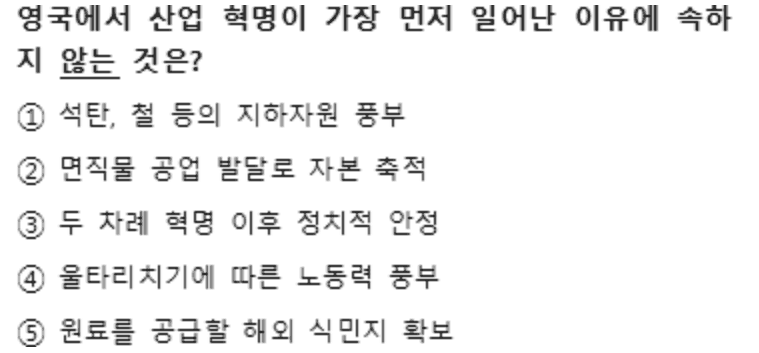 영국에서 산업 혁명이 가장 먼저 일어난 이유에 속하
지 않는 것은?
① 석탄, 철 등의 지하자원 풍부
② 면직물 공업 발달로 자본 축적
③ 두 차례 혁명 이후 정치적 안정
④ 울타리치기에 따른 노동력 풍부
⑤ 원료를 공급할 해외 식민지 확보